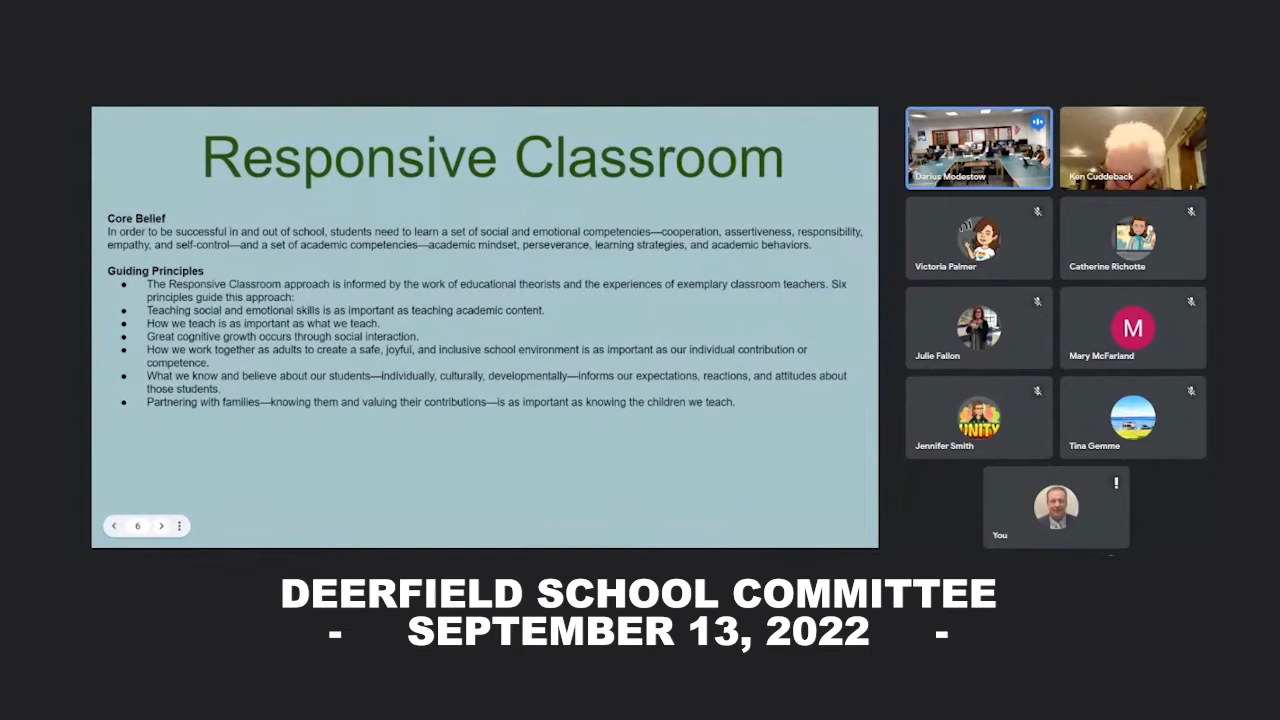 Responsive Classroom
Core Belief
In order to be successful in and out of school, students need to learn a set of social and emotional competencies—cooperation, assertiveness, responsibility,
empathy, and self-control—and a set of academic competencies—academic mindset, perseverance, learning strategies, and academic behaviors.
Guiding Principles
● The Responsive Classroom approach is informed by the work of educational theorists and the experiences of exemplary classroom teachers. Six
principles guide this approach:
● Teaching social and emotional skills is as important as teaching academic content.
● How we teach is as important as what we teach.
● Great cognitive growth occurs through social interaction.
● How we work together as adults to create a safe, joyful, and inclusive school environment is as important as our individual contribution or
competence.
● What we know and believe about our students—individually, culturally, developmentally—informs our expectations, reactions, and attitudes about
those students.
● Partnering with families—knowing them and valuing their contributions—is as important as knowing the children we teach.
6
Darius Modestow
Ken Cuddeback
Victoria Palmer
Catherine Richotte
Julie Fallon
M
Mary McFarland
UNITY
Jennifer Smith
Tina Gemme
You
DEERFIELD SCHOOL COMMITTEE
- SEPTEMBER 13, 2022 -